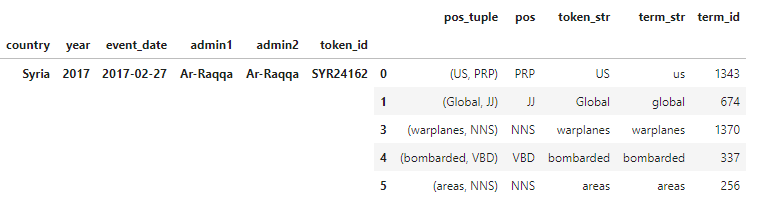 pos_tuple pos token_str term_str term_id
country year event_date admin1 admin2 token_id
Syria 2017 2017-02-27 Ar-Raqqa Ar-Raqqa SYR24162 0 (US, PRP) PRP US us 1343
1 (Global, JJ) JJ Global global 674
3 (warplanes, NNS) NNS warplanes warplanes 1370
4 (bombarded, VBD) VBD bombarded bombarded 337
5 (areas, NNS) NNS areas areas 256